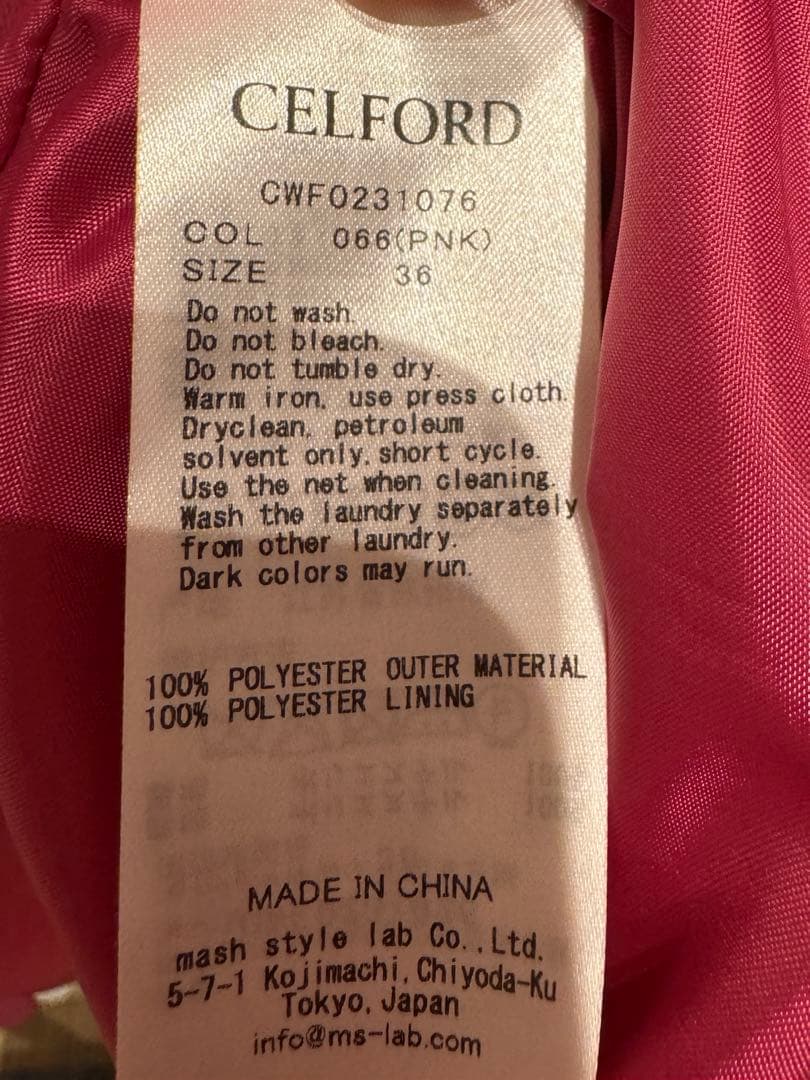 CELFORD
CWF0231076
COL 066(PNK)
SIZE 36
Do not wash.
Do not bleach.
Do not tumble dry.
Warm iron, use press cloth.
Dryclean, petroleum
solvent only, short cycle.
Use the net when cleaning.
Wash the laundry separately
from other laundry.
Dark colors may run.
100% POLYESTER OUTER MATERIAL
100% POLYESTER LINING
MADE IN CHINA
mash style lab Co.,Ltd.
5-7-1 Kojimachi,Chiyoda-Ku
Tokyo, Japan
info@ms-lab.com